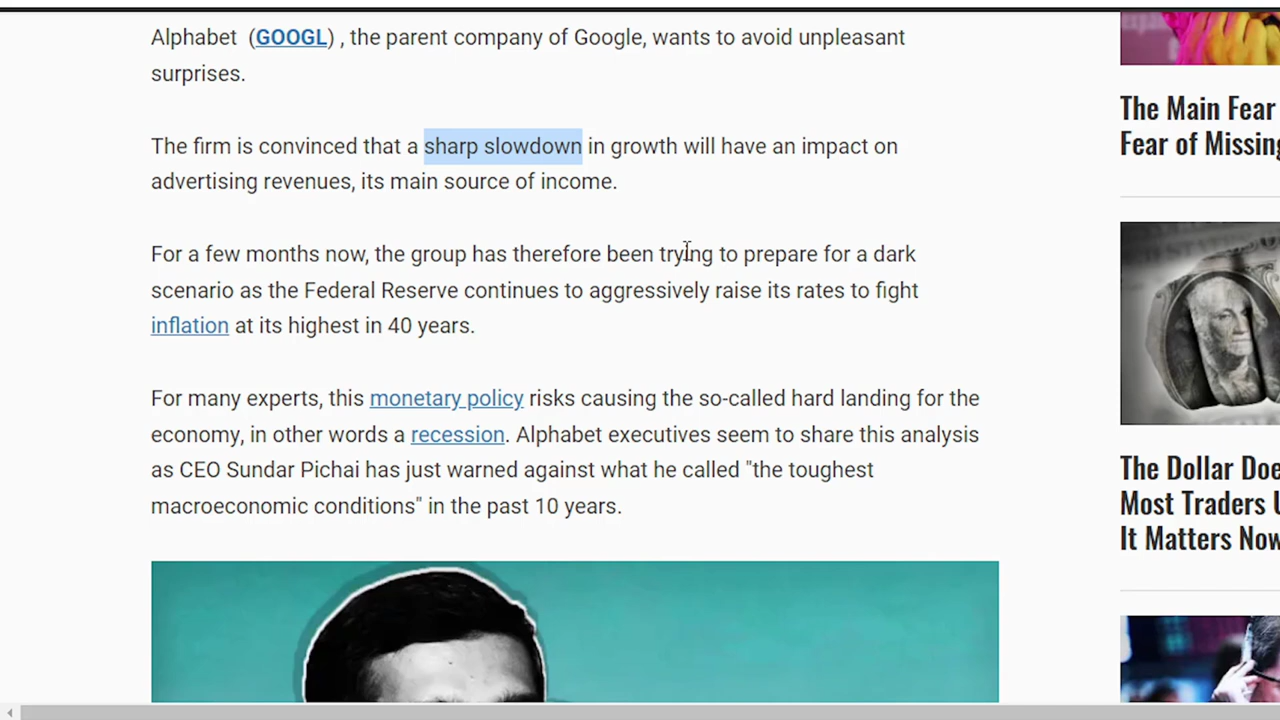 Alphabet (GOOGL) , the parent company of Google, wants to avoid unpleasant
surprises.
The firm is convinced that a sharp slowdown in growth will have an impact on
advertising revenues, its main source of income.
For a few months now, the group has therefore been trying to prepare for a dark
scenario as the Federal Reserve continues to aggressively raise its rates to fight
inflation at its highest in 40 years.
For many experts, this monetary policy risks causing the so-called hard landing for the
economy, in other words a recession. Alphabet executives seem to share this analysis
as CEO Sundar Pichai has just warned against what he called "the toughest
macroeconomic conditions" in the past 10 years.
The Main Fear
Fear of Missing
The Dollar Doe
Most Traders U
It Matters Now